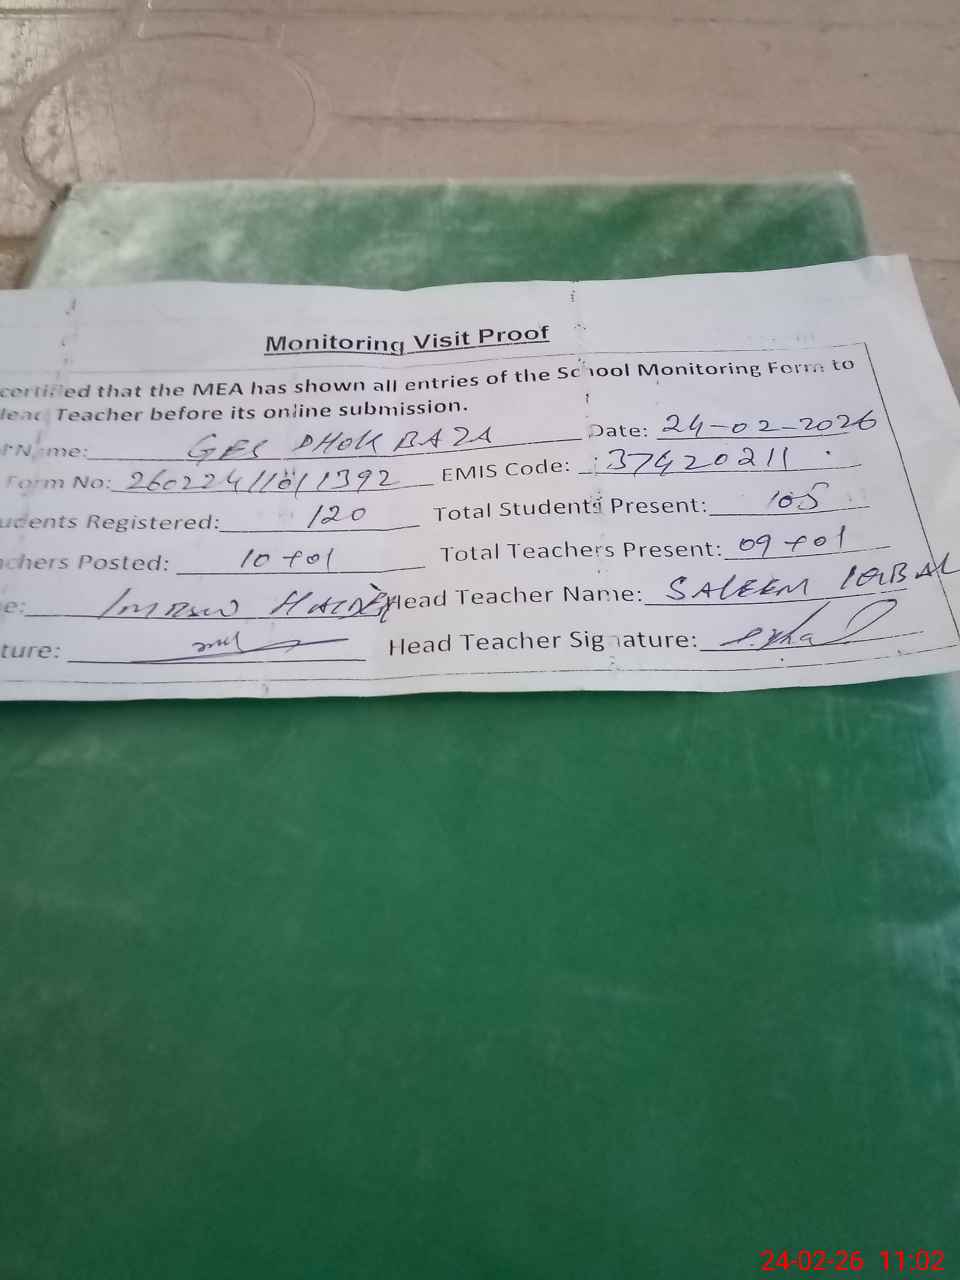 Monitoring Visit Proof
certified that the MEA has shown all entries of the School Monitoring Form to
Teacher before its online submission.
GES DHOK BAZA Date: 24-02-2026
Form No: EMIS Code: 37420211
udents Registered: 120 Total Students Present: 105
achers Posted: 10+01 Total Teachers Present: 09+01
e: Imran Haider Head Teacher Name: SALEEM IQBAL
ture: Head Teacher Signature:
24-02-26 11:02